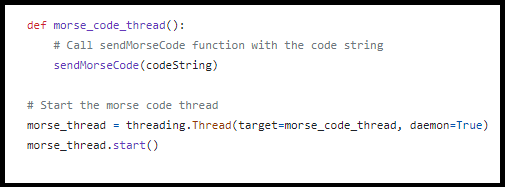 def morse_code_thread():
    # Call sendMorseCode function with the code string
    sendMorseCode(codeString)

# Start the morse code thread
morse_thread = threading.Thread(target=morse_code_thread, daemon=True)
morse_thread.start()